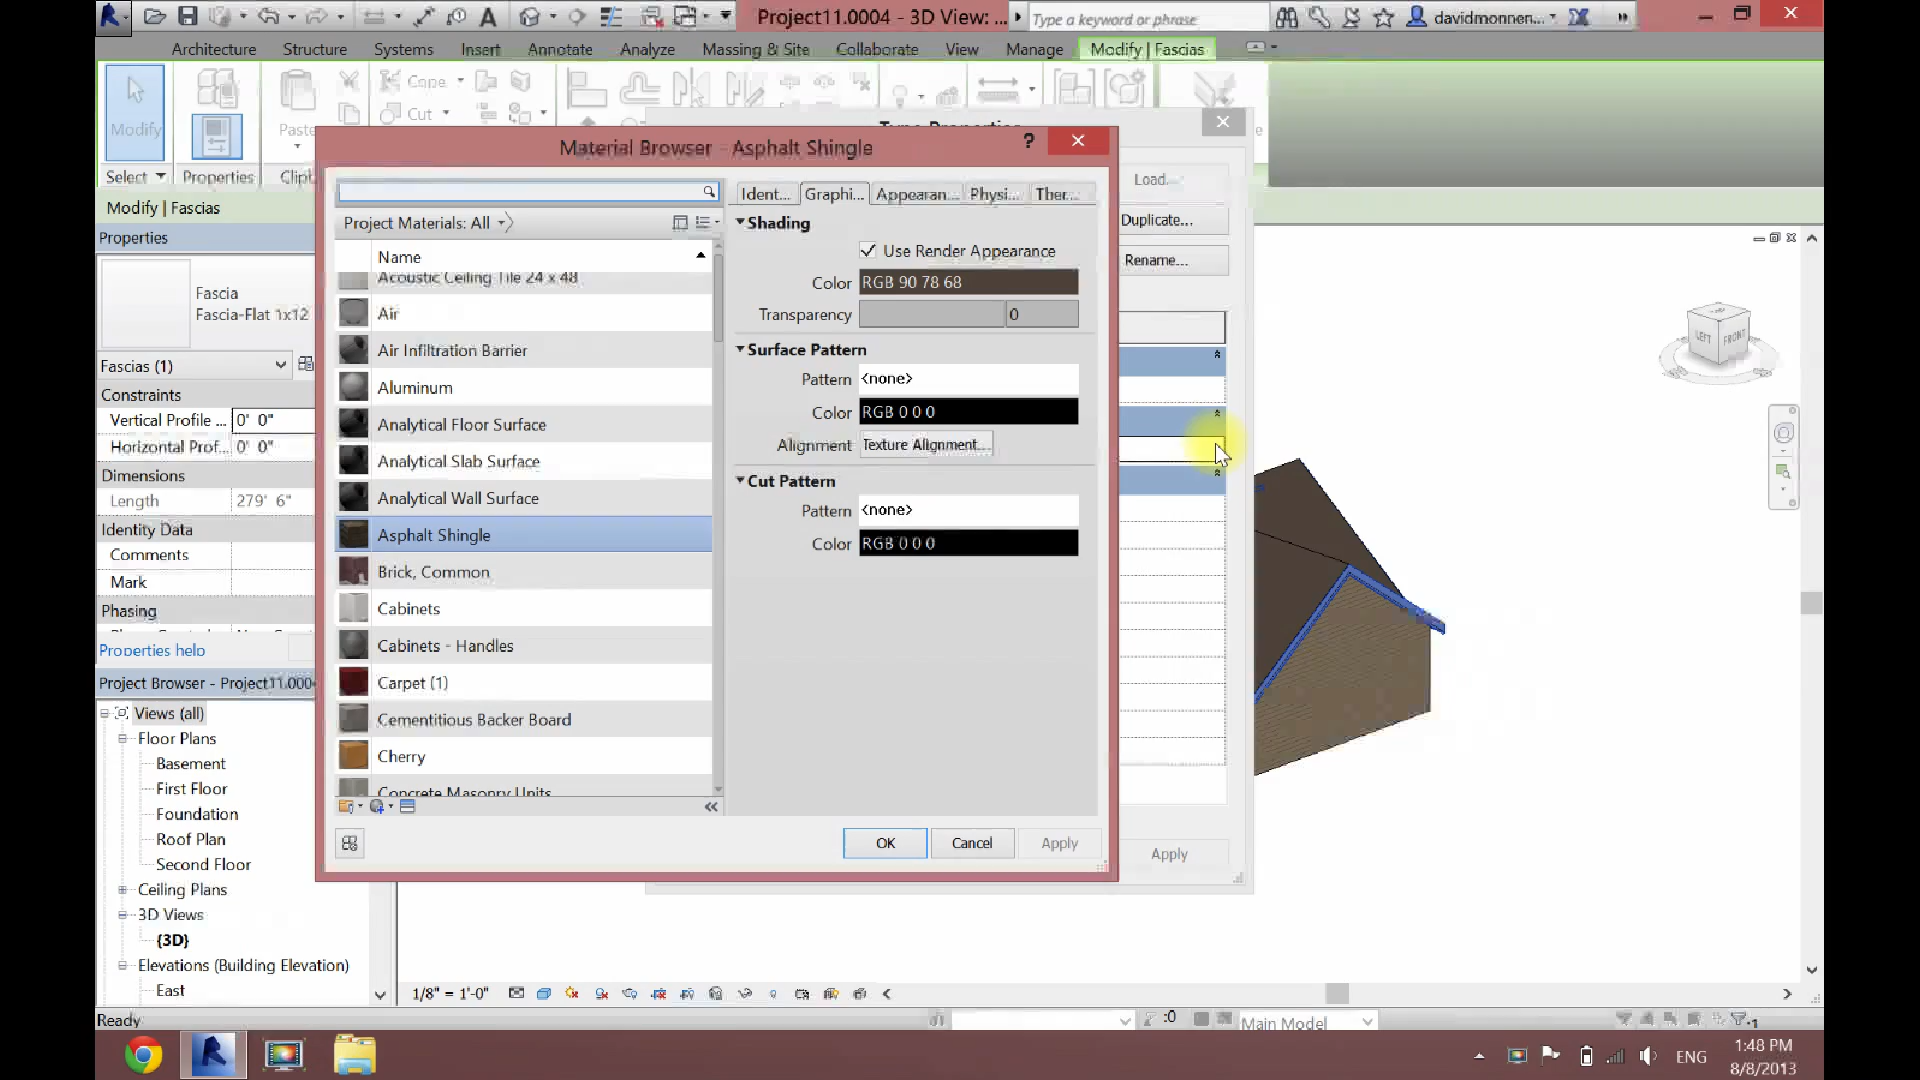 Project11.0004 - 3D View: ...
Type a keyword or phrase
davidmonnen...
Architecture Structure Systems Insert Annotate Analyze Massing & Site Collaborate View Manage Modify | Fascias
Modify
Paste
Cope
Cut
Select Properties
Modify | Fascias
Properties
Fascia
Fascia-Flat 1x12
Fascias (1)
Constraints
Vertical Profile ... 0' 0"
Horizontal Prof... 0' 0"
Dimensions
Length 279' 6"
Identity Data
Comments
Mark
Phasing
Properties help
Project Browser - Project11.000
Views (all)
Floor Plans
Basement
First Floor
Foundation
Roof Plan
Second Floor
Ceiling Plans
3D Views
{3D}
Elevations (Building Elevation)
East
Ready
Material Browser - Asphalt Shingle
?
Project Materials: All
Name
Acoustic Ceiling Tile 24 x 48
Air
Air Infiltration Barrier
Aluminum
Analytical Floor Surface
Analytical Slab Surface
Analytical Wall Surface
Asphalt Shingle
Brick, Common
Cabinets
Cabinets - Handles
Carpet (1)
Cementitious Backer Board
Cherry
Concrete Masonry Units
Ident... Graphi... Appearan... Physi... Ther...
Shading
Use Render Appearance
Color RGB 90 78 68
Transparency 0
Surface Pattern
Pattern <none>
Color RGB 0 0 0
Alignment Texture Alignment...
Cut Pattern
Pattern <none>
Color RGB 0 0 0
OK Cancel Apply
Load...
Duplicate...
Rename...
Apply
LEFT FRONT
1/8" = 1'-0"
:0 Main Model
ENG
1:48 PM
8/8/2013